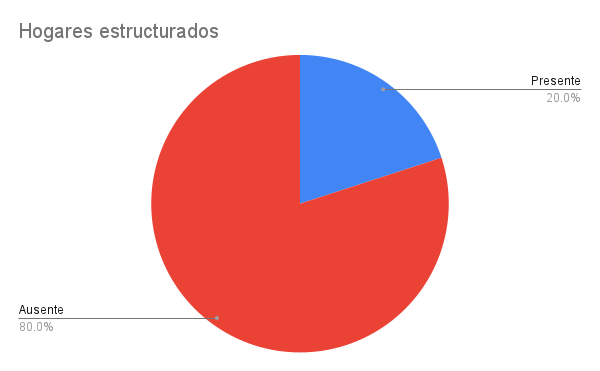 Hogares estructurados
Presente
20.0%
Ausente
80.0%